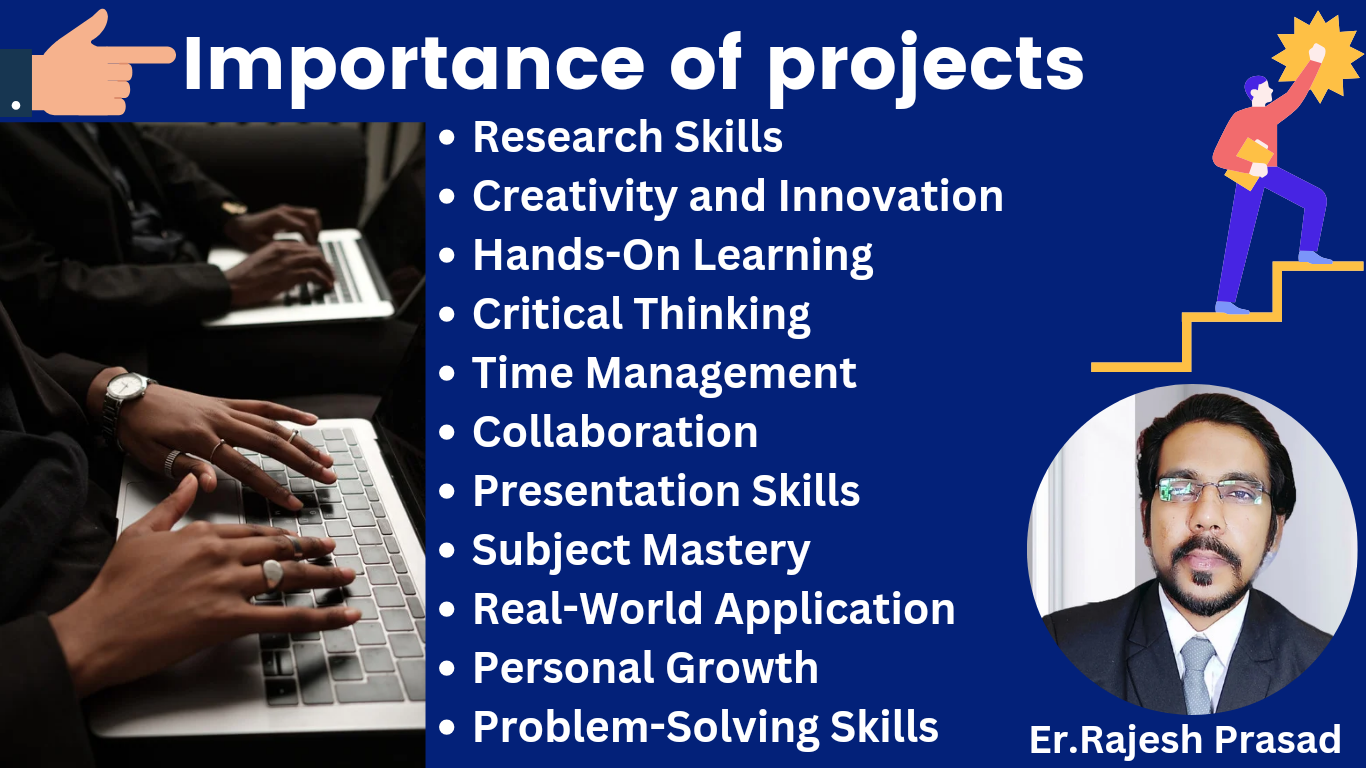 Importance of projects
• Research Skills
• Creativity and Innovation
• Hands-On Learning
• Critical Thinking
• Time Management
• Collaboration
• Presentation Skills
• Subject Mastery
• Real-World Application
• Personal Growth
• Problem-Solving Skills
Er.Rajesh Prasad